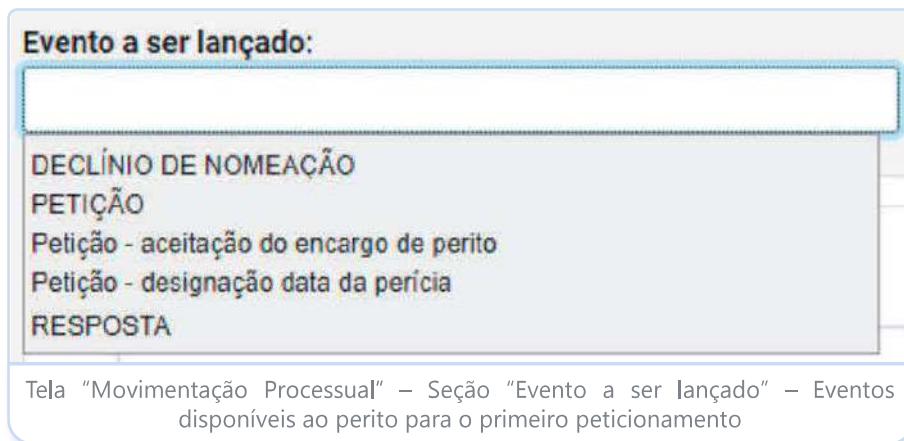 Evento a ser lançado:
DECLÍNIO DE NOMEAÇÃO
PETIÇÃO
Petição - aceitação do encargo de perito
Petição - designação data da perícia
RESPOSTA
Tela "Movimentação Processual" – Seção "Evento a ser lançado" – Eventos
disponíveis ao perito para o primeiro peticionamento